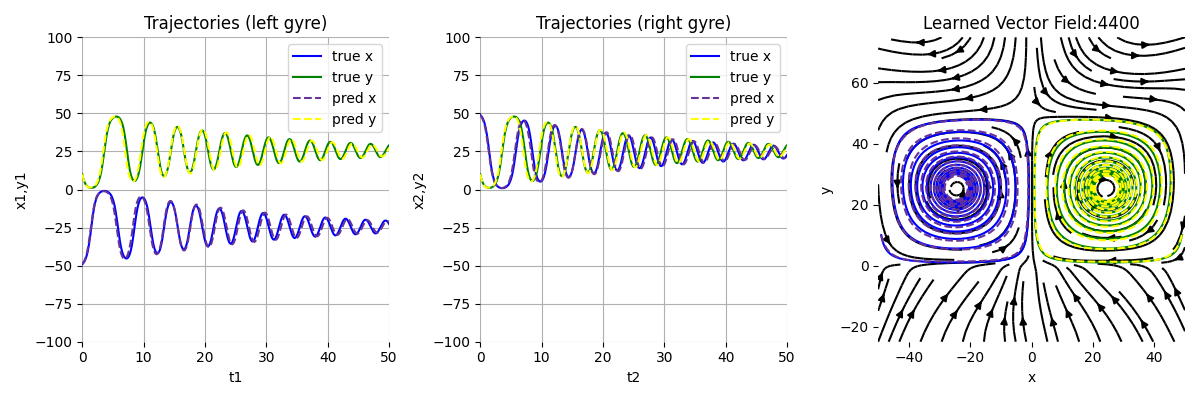 Trajectories (left gyre)
100
75
50
25
0
−25
−50
−75
−100
0
10
20
30
40
50
x1,y1
t1
true x
true y
pred x
pred y
Trajectories (right gyre)
100
75
50
25
0
−25
−50
−75
−100
0
10
20
30
40
50
x2,y2
t2
true x
true y
pred x
pred y
Learned Vector Field:4400
60
40
20
0
−20
−40
−20
0
20
40
y
x